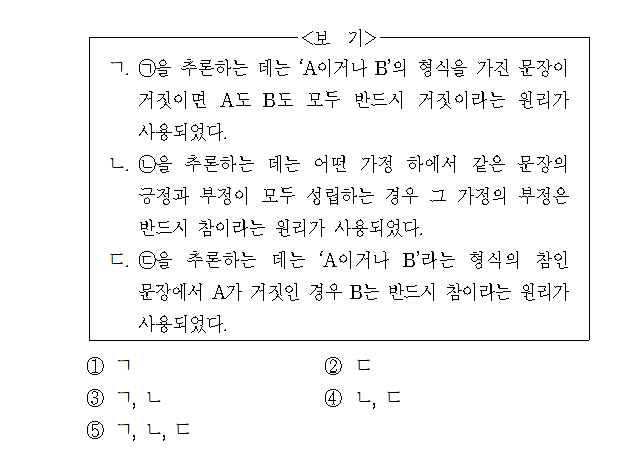 <보 기>
ㄱ. ㉠을 추론하는 데는 ‘A이거나 B’의 형식을 가진 문장이
거짓이면 A도 B도 모두 반드시 거짓이라는 원리가
사용되었다.
ㄴ. ㉡을 추론하는 데는 어떤 가정 하에서 같은 문장의
긍정과 부정이 모두 성립하는 경우 그 가정의 부정은
반드시 참이라는 원리가 사용되었다.
ㄷ. ㉢을 추론하는 데는 ‘A이거나 B’라는 형식의 참인
문장에서 A가 거짓인 경우 B는 반드시 참이라는 원리가
사용되었다.
① ㄱ ② ㄷ
③ ㄱ, ㄴ ④ ㄴ, ㄷ
⑤ ㄱ, ㄴ, ㄷ